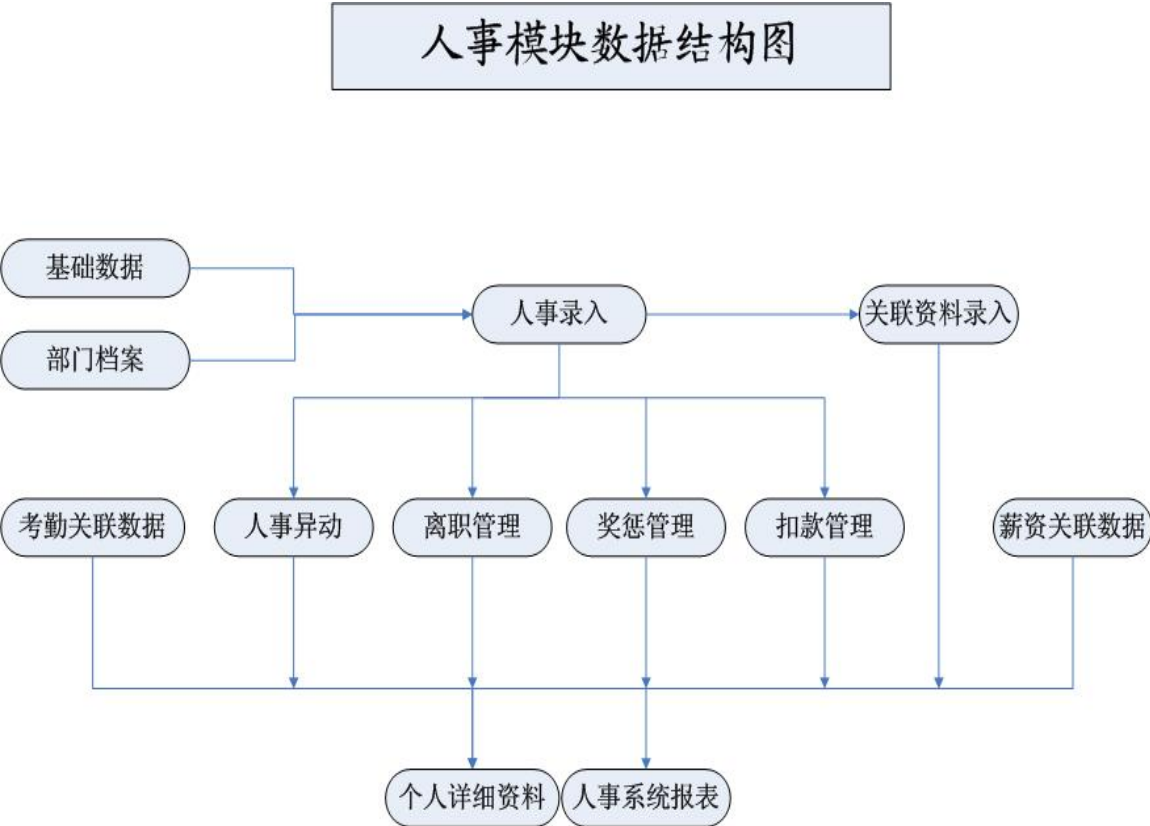 人事模块数据结构图
基础数据
人事录入
关联资料录入
部门档案
考勤关联数据
人事异动
离职管理
奖惩管理
扣款管理
薪资关联数据
个人详细资料
人事系统报表